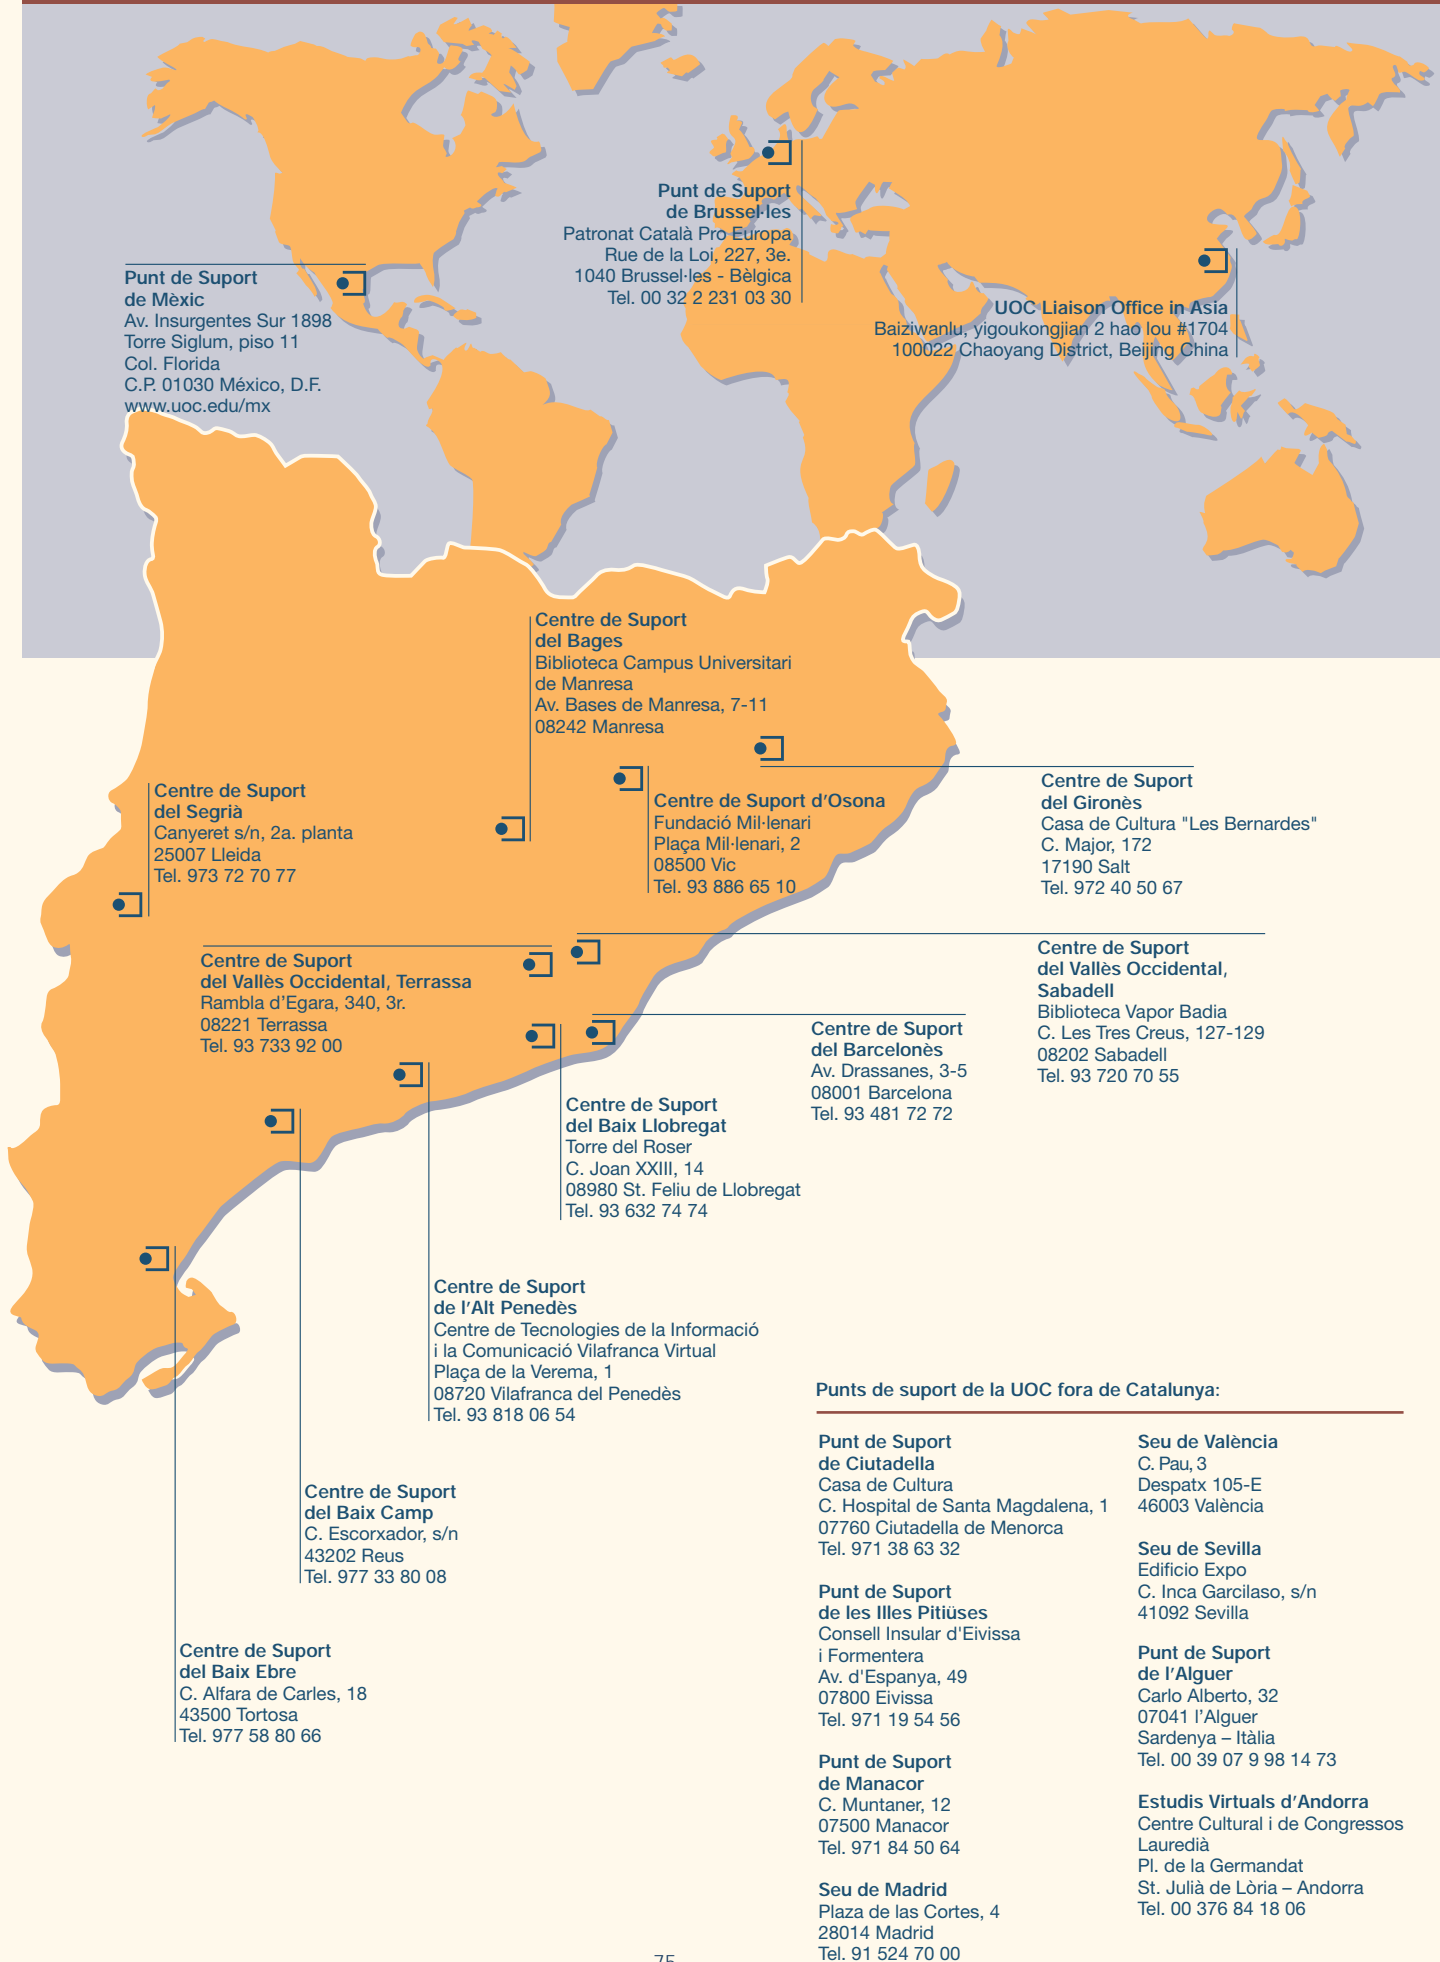 Punt de Suport
de Brussel·les
Patronat Català Pro Europa
Rue de la Loi, 227, 3e.
1040 Brussel·les - Bèlgica
Tel. 00 32 2 231 03 30
Punt de Suport
de Mèxic
Av. Insurgentes Sur 1898
Torre Siglum, piso 11
Col. Florida
C.P. 01030 México, D.F.
www.uoc.edu/mx
UOC Liaison Office in Asia
Baiziwanlu, yigoukongjian 2 hao lou #1704
100022 Chaoyang District, Beijing China
Centre de Suport
del Bages
Biblioteca Campus Universitari
de Manresa
Av. Bases de Manresa, 7-11
08242 Manresa
Centre de Suport
del Segrià
Canyeret s/n, 2a. planta
25007 Lleida
Tel. 973 72 70 77
Centre de Suport d'Osona
Fundació Mil·lenari
Plaça Mil·lenari, 2
08500 Vic
Tel. 93 886 65 10
Centre de Suport
del Gironès
Casa de Cultura "Les Bernardes"
C. Major, 172
17190 Salt
Tel. 972 40 50 67
Centre de Suport
del Vallès Occidental, Terrassa
Rambla d'Egara, 340, 3r.
08221 Terrassa
Tel. 93 733 92 00
Centre de Suport
del Vallès Occidental,
Sabadell
Biblioteca Vapor Badia
C. Les Tres Creus, 127-129
08202 Sabadell
Tel. 93 720 70 55
Centre de Suport
del Barcelonès
Av. Drassanes, 3-5
08001 Barcelona
Tel. 93 481 72 72
Centre de Suport
del Baix Llobregat
Torre del Roser
C. Joan XXIII, 14
08980 St. Feliu de Llobregat
Tel. 93 632 74 74
Centre de Suport
de l'Alt Penedès
Centre de Tecnologies de la Informació
i la Comunicació Vilafranca Virtual
Plaça de la Verema, 1
08720 Vilafranca del Penedès
Tel. 93 818 06 54
Centre de Suport
del Baix Camp
C. Escorxador, s/n
43202 Reus
Tel. 977 33 80 08
Centre de Suport
del Baix Ebre
C. Alfara de Carles, 18
43500 Tortosa
Tel. 977 58 80 66
Punts de suport de la UOC fora de Catalunya:
Punt de Suport
de Ciutadella
Casa de Cultura
C. Hospital de Santa Magdalena, 1
07760 Ciutadella de Menorca
Tel. 971 38 63 32
Punt de Suport
de les Illes Pitiüses
Consell Insular d'Eivissa
i Formentera
Av. d'Espanya, 49
07800 Eivissa
Tel. 971 19 54 56
Punt de Suport
de Manacor
C. Muntaner, 12
07500 Manacor
Tel. 971 84 50 64
Seu de Madrid
Plaza de las Cortes, 4
28014 Madrid
Tel. 91 524 70 00
Seu de València
C. Pau, 3
Despatx 105-E
46003 València
Seu de Sevilla
Edificio Expo
C. Inca Garcilaso, s/n
41092 Sevilla
Punt de Suport
de l'Alguer
Carlo Alberto, 32
07041 l'Alguer
Sardenya – Itàlia
Tel. 00 39 07 9 98 14 73
Estudis Virtuals d'Andorra
Centre Cultural i de Congressos
Lauredià
Pl. de la Germandat
St. Julià de Lòria – Andorra
Tel. 00 376 84 18 06
75